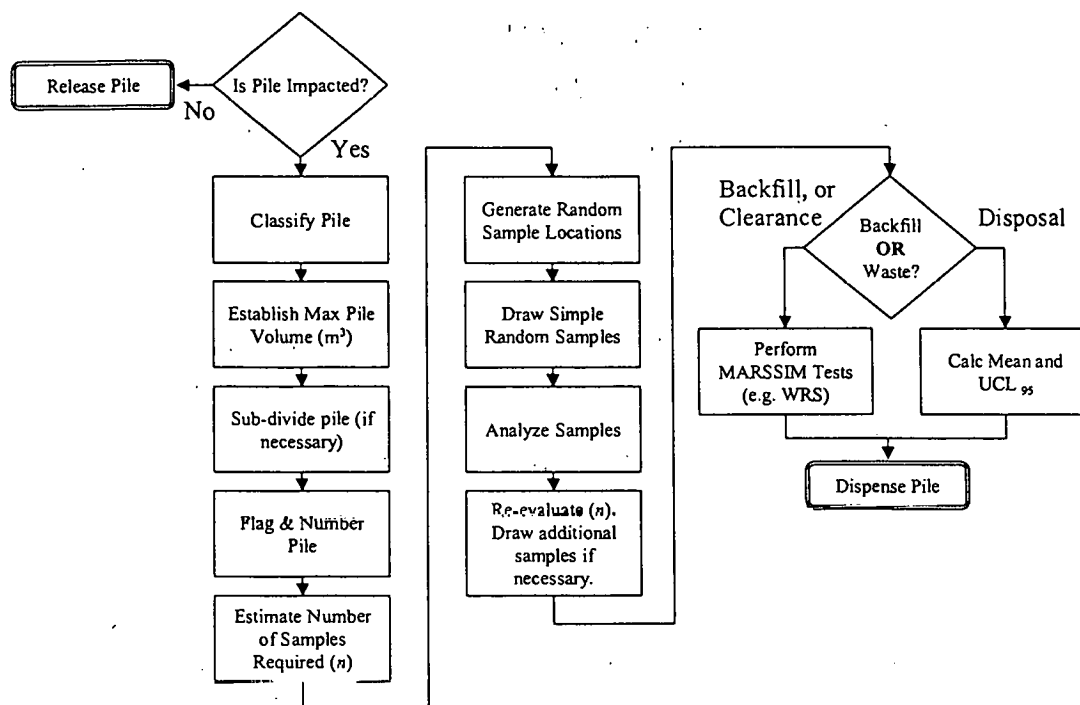 Is Pile Impacted?
Release Pile
No
Yes
Classify Pile
Establish Max Pile
Volume (m³)
Sub-divide pile (if
necessary)
Flag & Number
Pile
Estimate Number
of Samples
Required (n)
Generate Random
Sample Locations
Draw Simple
Random Samples
Analyze Samples
Re-evaluate (n).
Draw additional
samples if
necessary.
Backfill, or
Clearance
Disposal
Backfill
OR
Waste?
Perform
MARSSIM Tests
(e.g. WRS)
Calc Mean and
UCL 95
Dispense Pile